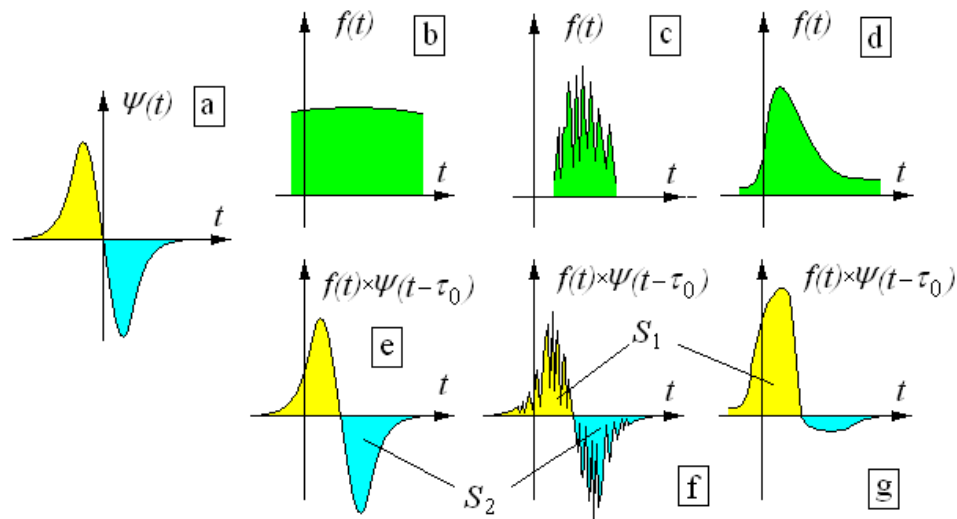 f(t) b
f(t) c
f(t) d
Ψ(t) a
t
t
t
t
f(t)×Ψ(t−τ₀)
f(t)×Ψ(t−τ₀)
f(t)×Ψ(t−τ₀)
e
S₁
t
t
t
S₂
f
g